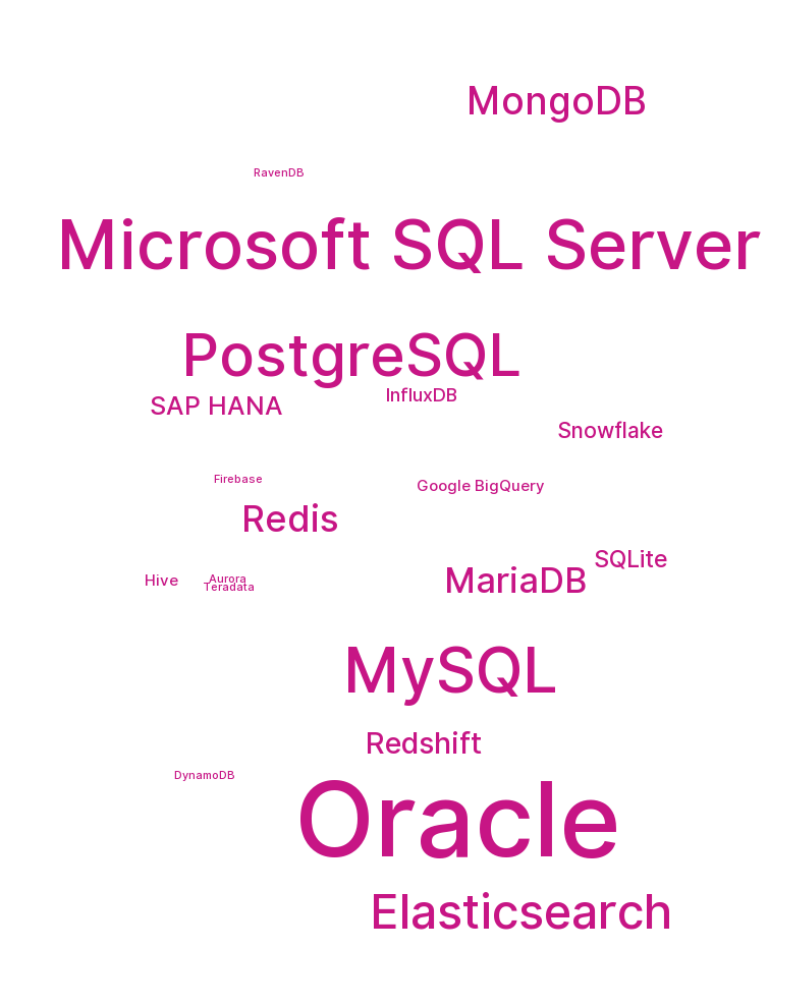 MongoDB
RavenDB
Microsoft SQL Server
PostgreSQL
InfluxDB
SAP HANA
Snowflake
Firebase
Google BigQuery
Redis
SQLite
Hive
Aurora
Teradata
MariaDB
MySQL
Redshift
DynamoDB
Oracle
Elasticsearch